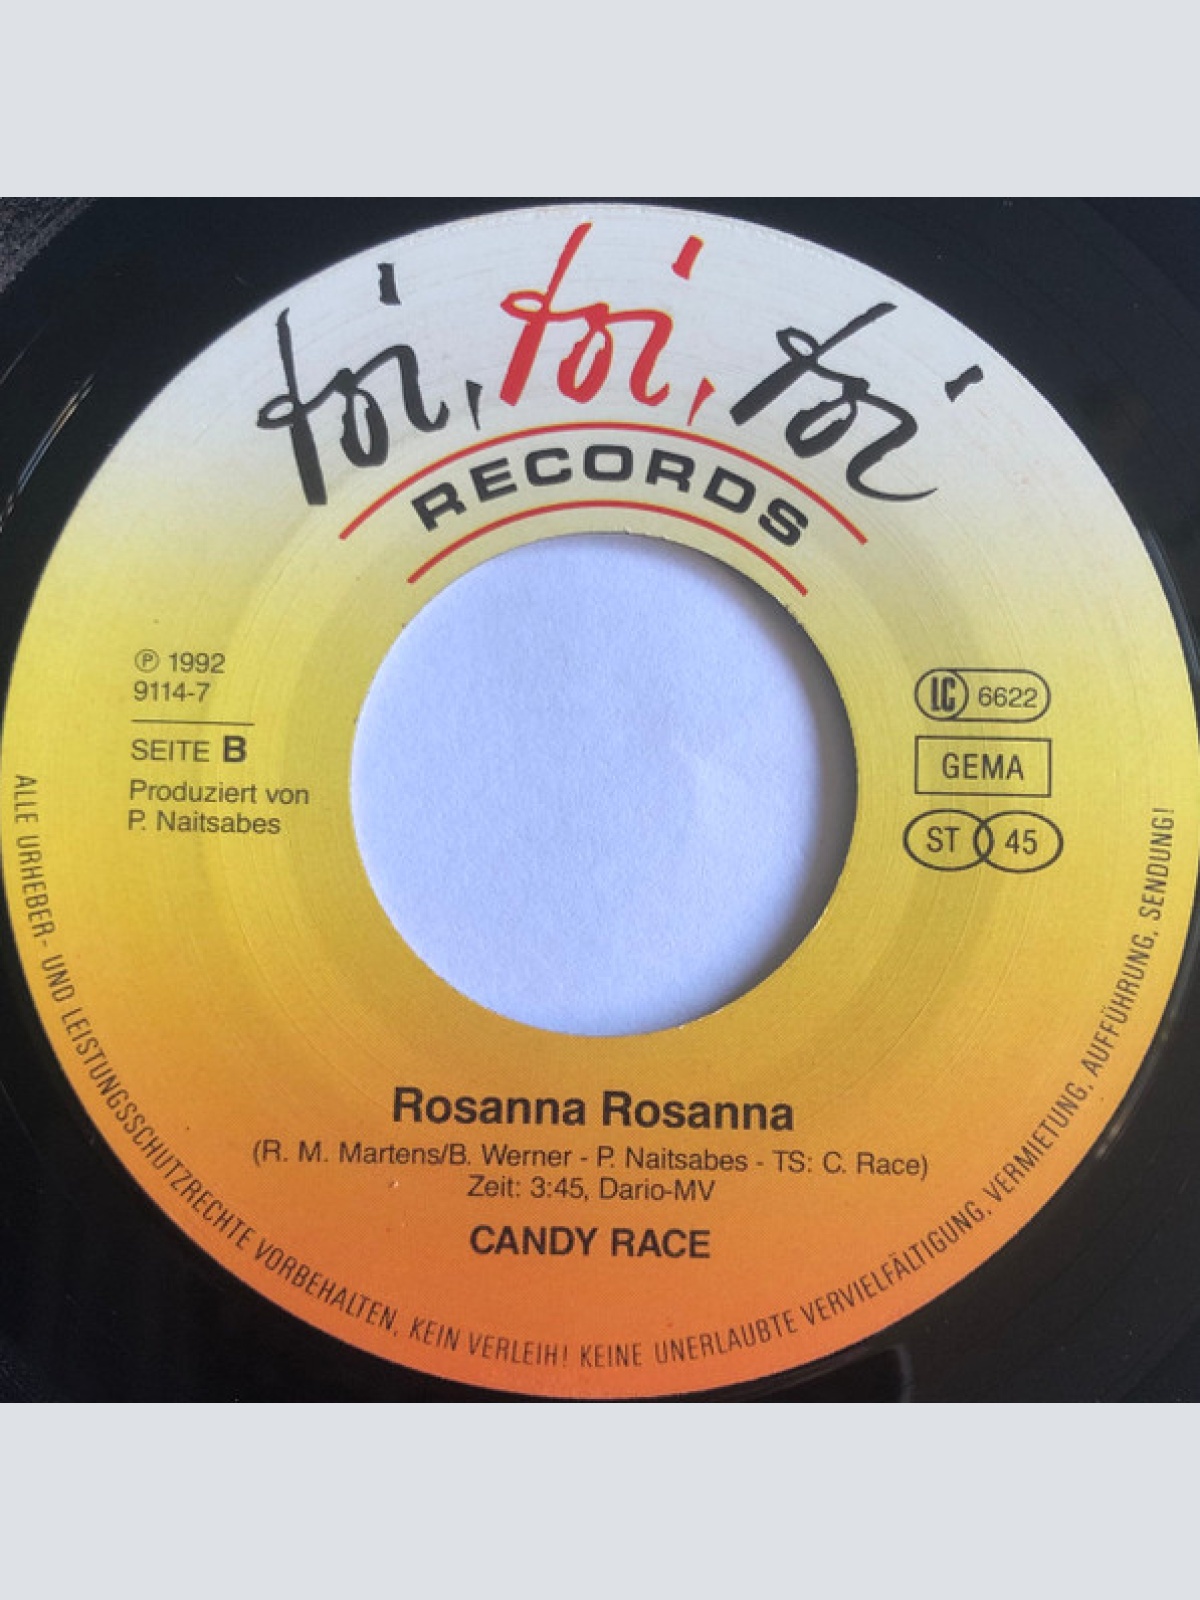 toi, toi, toi
RECORDS
℗ 1992
9114-7
SEITE B
Produziert von
P. Naitsabes
LC 6622
GEMA
ST 45
Rosanna Rosanna
(R. M. Martens/B. Werner - P. Naitsabes - TS: C. Race)
Zeit: 3:45, Dario-MV
CANDY RACE
ALLE URHEBER- UND LEISTUNGSSCHUTZRECHTE VORBEHALTEN, KEIN VERLEIH! KEINE UNERLAUBTE VERVIELFÄLTIGUNG, VERMIETUNG, AUFFÜHRUNG, SENDUNG!